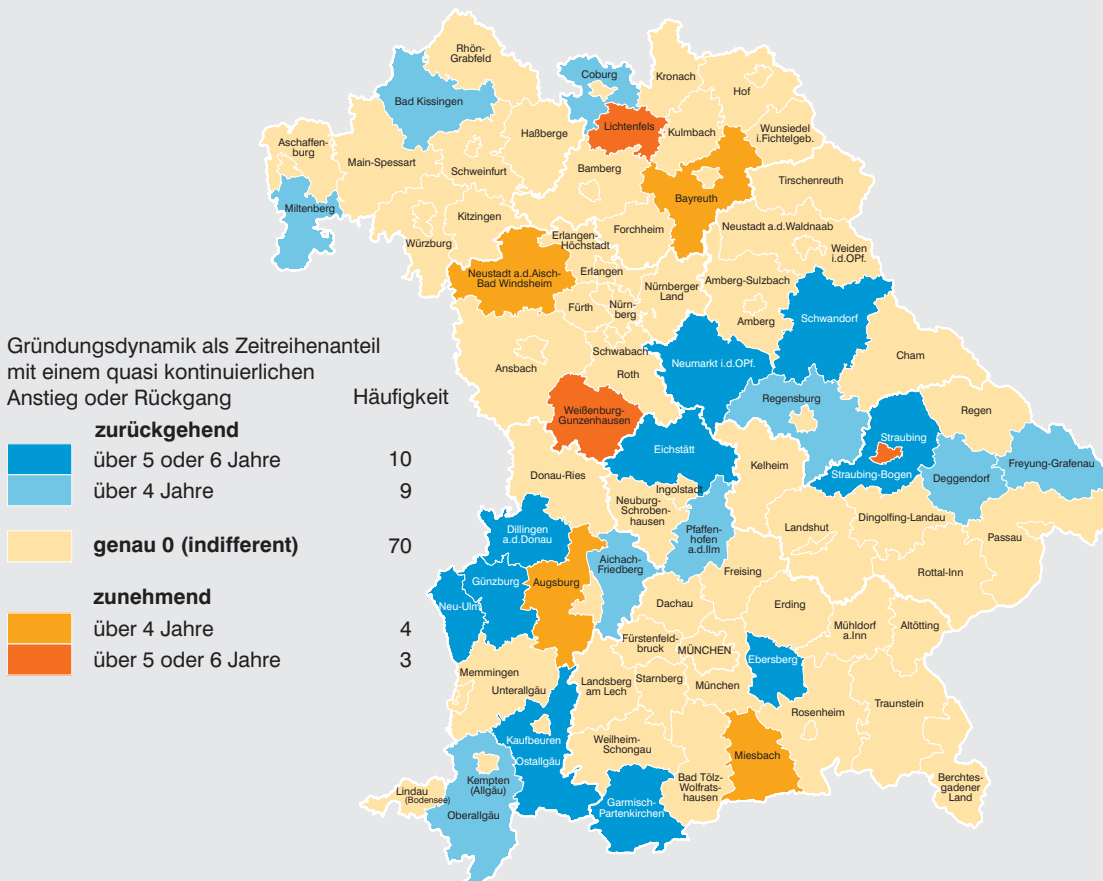 Gründungsdynamik als Zeitreihenanteil
mit einem quasi kontinuierlichen
Anstieg oder Rückgang
Häufigkeit
zurückgehend
über 5 oder 6 Jahre 10
über 4 Jahre 9
genau 0 (indifferent) 70
zunehmend
über 4 Jahre 4
über 5 oder 6 Jahre 3
Rhön-
Grabfeld
Bad Kissingen
Coburg
Kronach
Hof
Lichtenfels
Kulmbach
Wunsiedel
i.Fichtelgeb.
Haßberge
Aschaffen-
burg
Main-Spessart
Schweinfurt
Bamberg
Bayreuth
Tirschenreuth
Miltenberg
Würzburg
Kitzingen
Erlangen-
Höchstadt
Forchheim
Neustadt a.d.Waldnaab
Weiden
i.d.OPf.
Neustadt a.d.Aisch-
Bad Windsheim
Erlangen
Fürth
Nürn-
berg
Nürnberger
Land
Amberg-Sulzbach
Amberg
Schwandorf
Ansbach
Schwabach
Roth
Neumarkt i.d.OPf.
Cham
Weißenburg-
Gunzenhausen
Regensburg
Regen
Eichstätt
Kelheim
Straubing
Straubing-Bogen
Deggendorf
Freyung-Grafenau
Donau-Ries
Ingolstadt
Neuburg-
Schroben-
hausen
Pfaffen-
hofen
a.d.Ilm
Landshut
Dingolfing-Landau
Passau
Rottal-Inn
Dillingen
a.d.Donau
Günzburg
Neu-Ulm
Augsburg
Aichach-
Friedberg
Freising
Dachau
Erding
Mühldorf
a.Inn
Altötting
Fürstenfeld-
bruck
MÜNCHEN
Ebersberg
Memmingen
Unterallgäu
Landsberg
am Lech
Starnberg
München
Rosenheim
Traunstein
Kaufbeuren
Ostallgäu
Weilheim-
Schongau
Bad Tölz-
Wolfrats-
hausen
Miesbach
Berchtes-
gadener
Land
Lindau
(Bodensee)
Kempten
(Allgäu)
Oberallgäu
Garmisch-
Partenkirchen